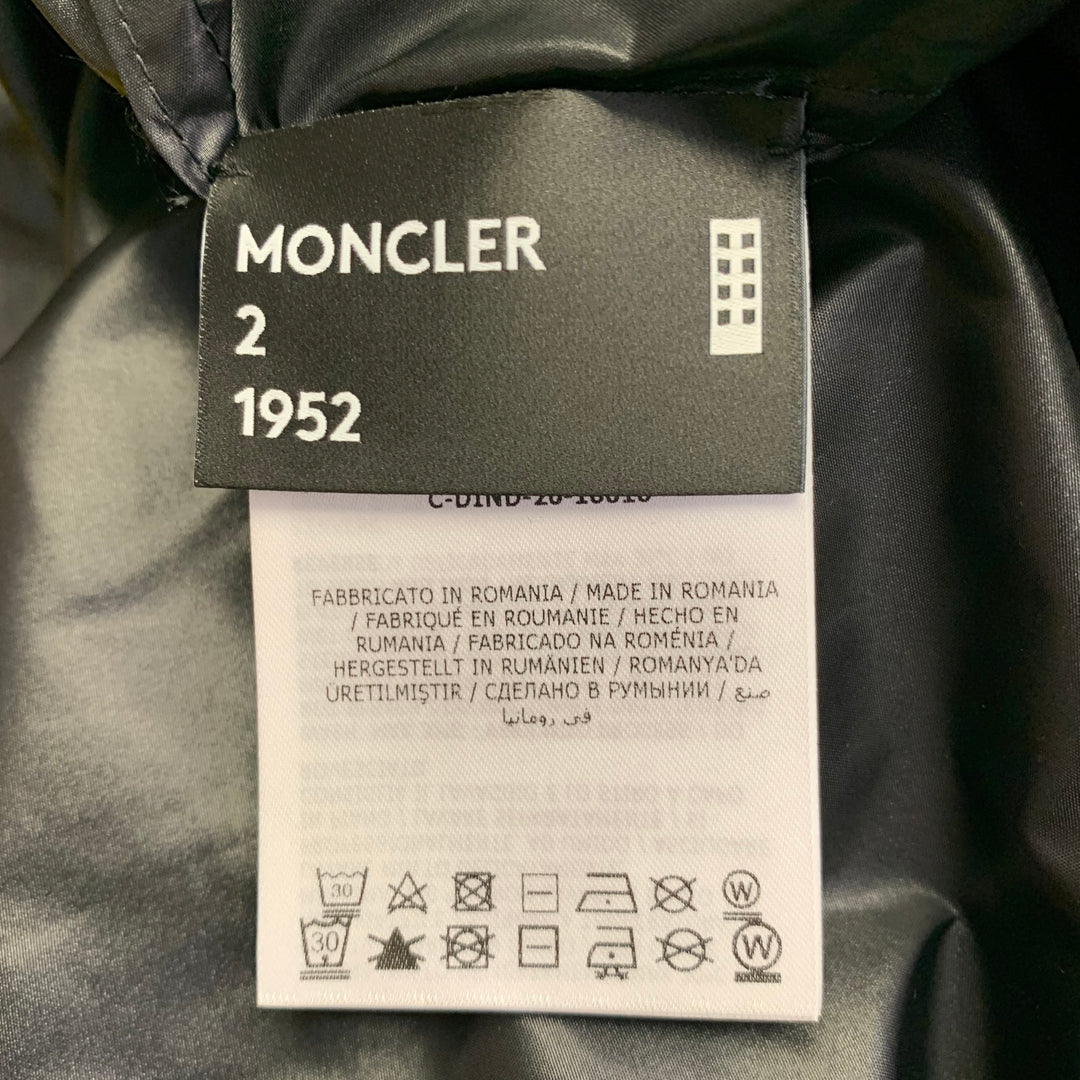 MONCLER
2
1952
FABBRICATO IN ROMANIA / MADE IN ROMANIA
/ FABRIQUÉ EN ROUMANIE / HECHO EN
RUMANIA / FABRICADO NA ROMÉNIA /
HERGESTELLT IN RUMÄNIEN / ROMANYA'DA
ÜRETILMIŞTIR / СДЕЛАНО В РУМЫНИИ / صنع
في رومانيا
30 W
30 W